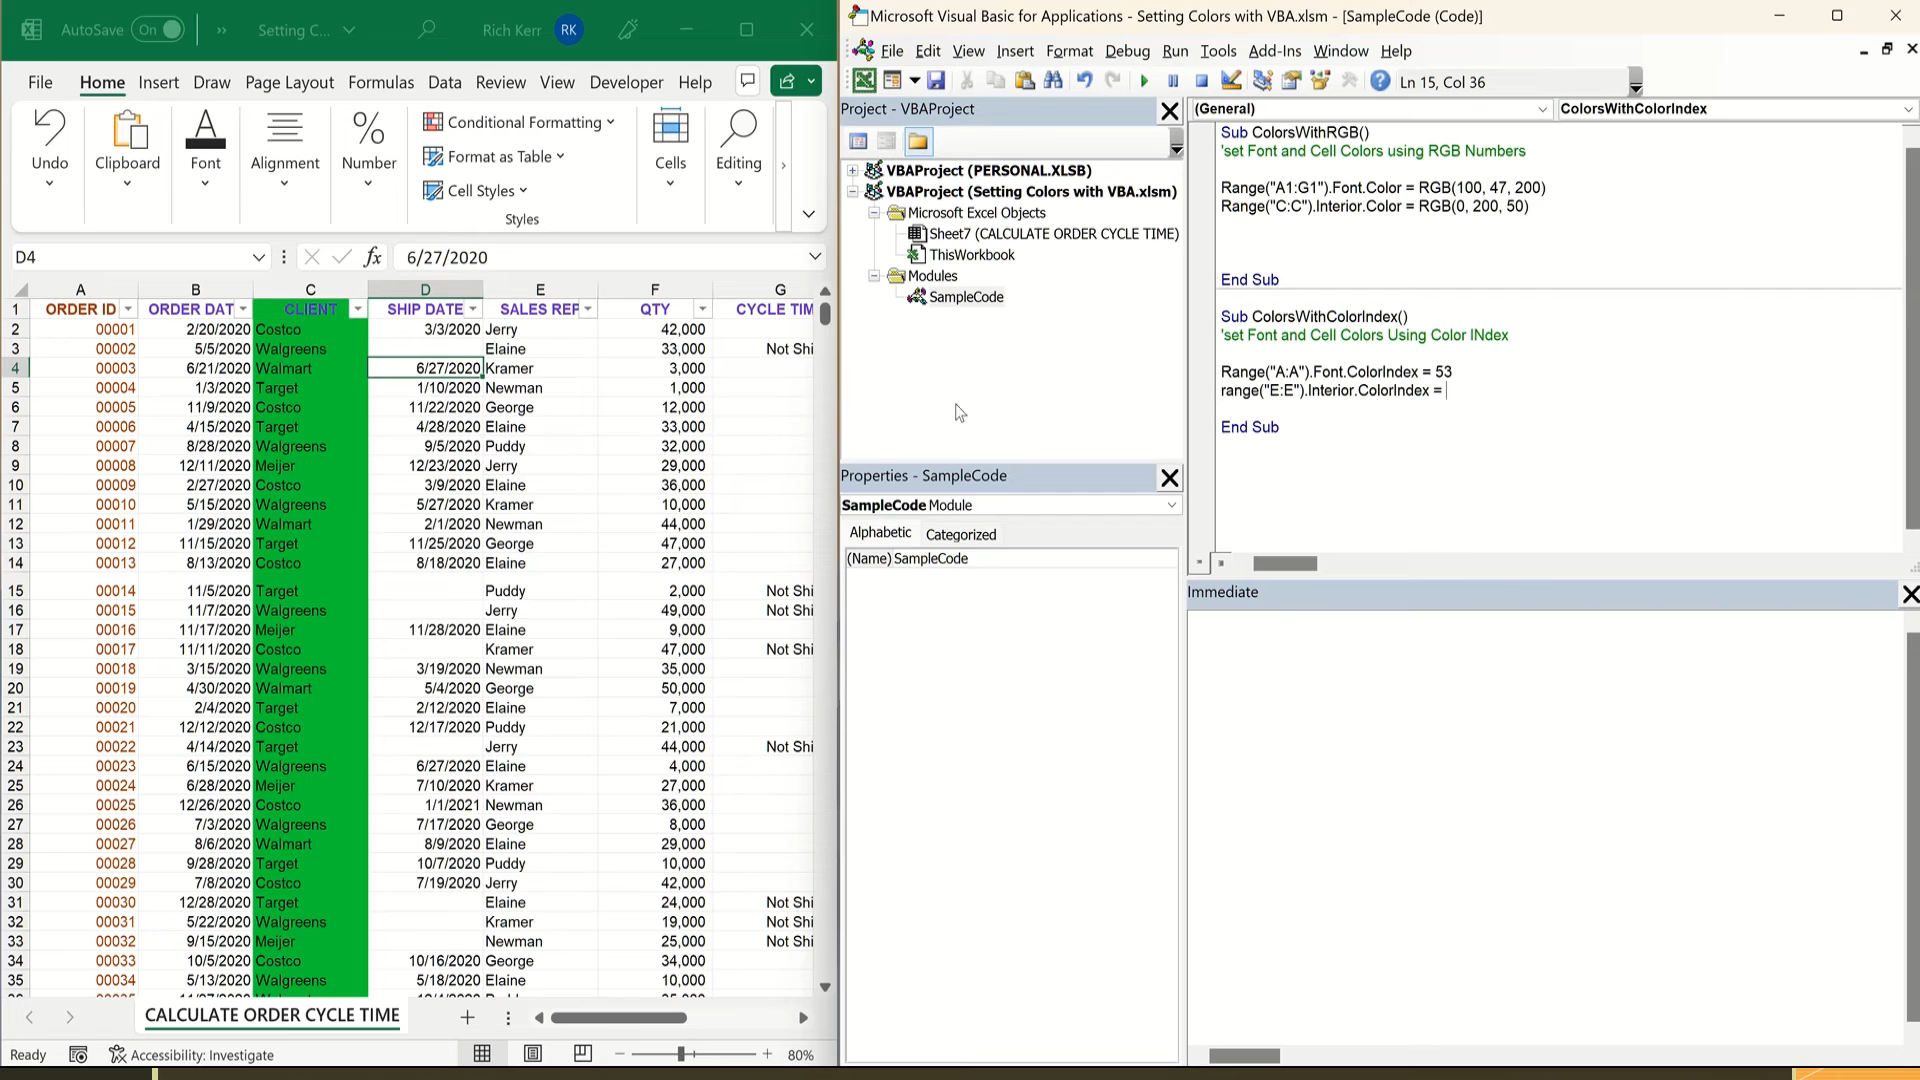 AutoSave On
Setting C...
Rich Kerr RK
File Home Insert Draw Page Layout Formulas Data Review View Developer Help
Undo
Clipboard
Font
Alignment
Number
Conditional Formatting
Format as Table
Cell Styles
Styles
Cells
Editing
D4 fx 6/27/2020
A B C D E F G
1 ORDER ID ORDER DAT CLIENT SHIP DATE SALES REP QTY CYCLE TIM
2 00001 2/20/2020 Costco 3/3/2020 Jerry 42,000
3 00002 5/5/2020 Walgreens Elaine 33,000 Not Shi
4 00003 6/21/2020 Walmart 6/27/2020 Kramer 3,000
5 00004 1/3/2020 Target 1/10/2020 Newman 1,000
6 00005 11/9/2020 Costco 11/22/2020 George 12,000
7 00006 4/15/2020 Target 4/28/2020 Elaine 33,000
8 00007 8/28/2020 Walgreens 9/5/2020 Puddy 32,000
9 00008 12/11/2020 Meijer 12/23/2020 Jerry 29,000
10 00009 2/27/2020 Costco 3/9/2020 Elaine 36,000
11 00010 5/15/2020 Walgreens 5/27/2020 Kramer 10,000
12 00011 1/29/2020 Walmart 2/1/2020 Newman 44,000
13 00012 11/15/2020 Target 11/25/2020 George 47,000
14 00013 8/13/2020 Costco 8/18/2020 Elaine 27,000
15 00014 11/5/2020 Target Puddy 2,000 Not Shi
16 00015 11/7/2020 Walgreens Jerry 49,000 Not Shi
17 00016 11/17/2020 Meijer 11/28/2020 Elaine 9,000
18 00017 11/11/2020 Costco Kramer 47,000 Not Shi
19 00018 3/15/2020 Walgreens 3/19/2020 Newman 35,000
20 00019 4/30/2020 Walmart 5/4/2020 George 50,000
21 00020 2/4/2020 Target 2/12/2020 Elaine 7,000
22 00021 12/12/2020 Costco 12/17/2020 Puddy 21,000
23 00022 4/14/2020 Target Jerry 44,000 Not Shi
24 00023 6/15/2020 Walgreens 6/27/2020 Elaine 4,000
25 00024 6/28/2020 Meijer 7/10/2020 Kramer 27,000
26 00025 12/26/2020 Costco 1/1/2021 Newman 36,000
27 00026 7/3/2020 Walgreens 7/17/2020 George 8,000
28 00027 8/6/2020 Walmart 8/9/2020 Elaine 29,000
29 00028 9/28/2020 Target 10/7/2020 Puddy 10,000
30 00029 7/8/2020 Costco 7/19/2020 Jerry 42,000
31 00030 12/28/2020 Target Elaine 24,000 Not Shi
32 00031 5/22/2020 Walgreens Kramer 19,000 Not Shi
33 00032 9/15/2020 Meijer Newman 25,000 Not Shi
34 00033 10/5/2020 Costco 10/16/2020 George 34,000
35 00034 5/13/2020 Walgreens 5/18/2020 Elaine 10,000
CALCULATE ORDER CYCLE TIME
Ready Accessibility: Investigate 80%
Microsoft Visual Basic for Applications - Setting Colors with VBA.xlsm - [SampleCode (Code)]
File Edit View Insert Format Debug Run Tools Add-Ins Window Help
Ln 15, Col 36
Project - VBAProject
VBAProject (PERSONAL.XLSB)
VBAProject (Setting Colors with VBA.xlsm)
Microsoft Excel Objects
Sheet7 (CALCULATE ORDER CYCLE TIME)
ThisWorkbook
Modules
SampleCode
Properties - SampleCode
SampleCode Module
Alphabetic Categorized
(Name) SampleCode
(General) ColorsWithColorIndex
Sub ColorsWithRGB()
'set Font and Cell Colors using RGB Numbers
Range("A1:G1").Font.Color = RGB(100, 47, 200)
Range("C:C").Interior.Color = RGB(0, 200, 50)
End Sub
Sub ColorsWithColorIndex()
'set Font and Cell Colors Using Color INdex
Range("A:A").Font.ColorIndex = 53
range("E:E").Interior.ColorIndex =
End Sub
Immediate